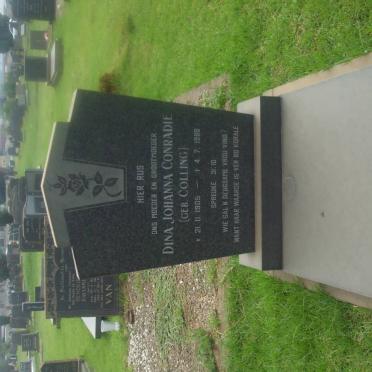 HIER RUS
ONS MOEDER EN GROOTMOEDER
DINA JOHANNA CONRADIE
(GEB. COLLING)
* 21. 11. 1905 — † 4. 7. 1989
SPREUKE 31:10
WIE SAL 'N DEUGSAME VROU VIND?
WANT HAAR WAARDE IS VER BO KORALE
VAN